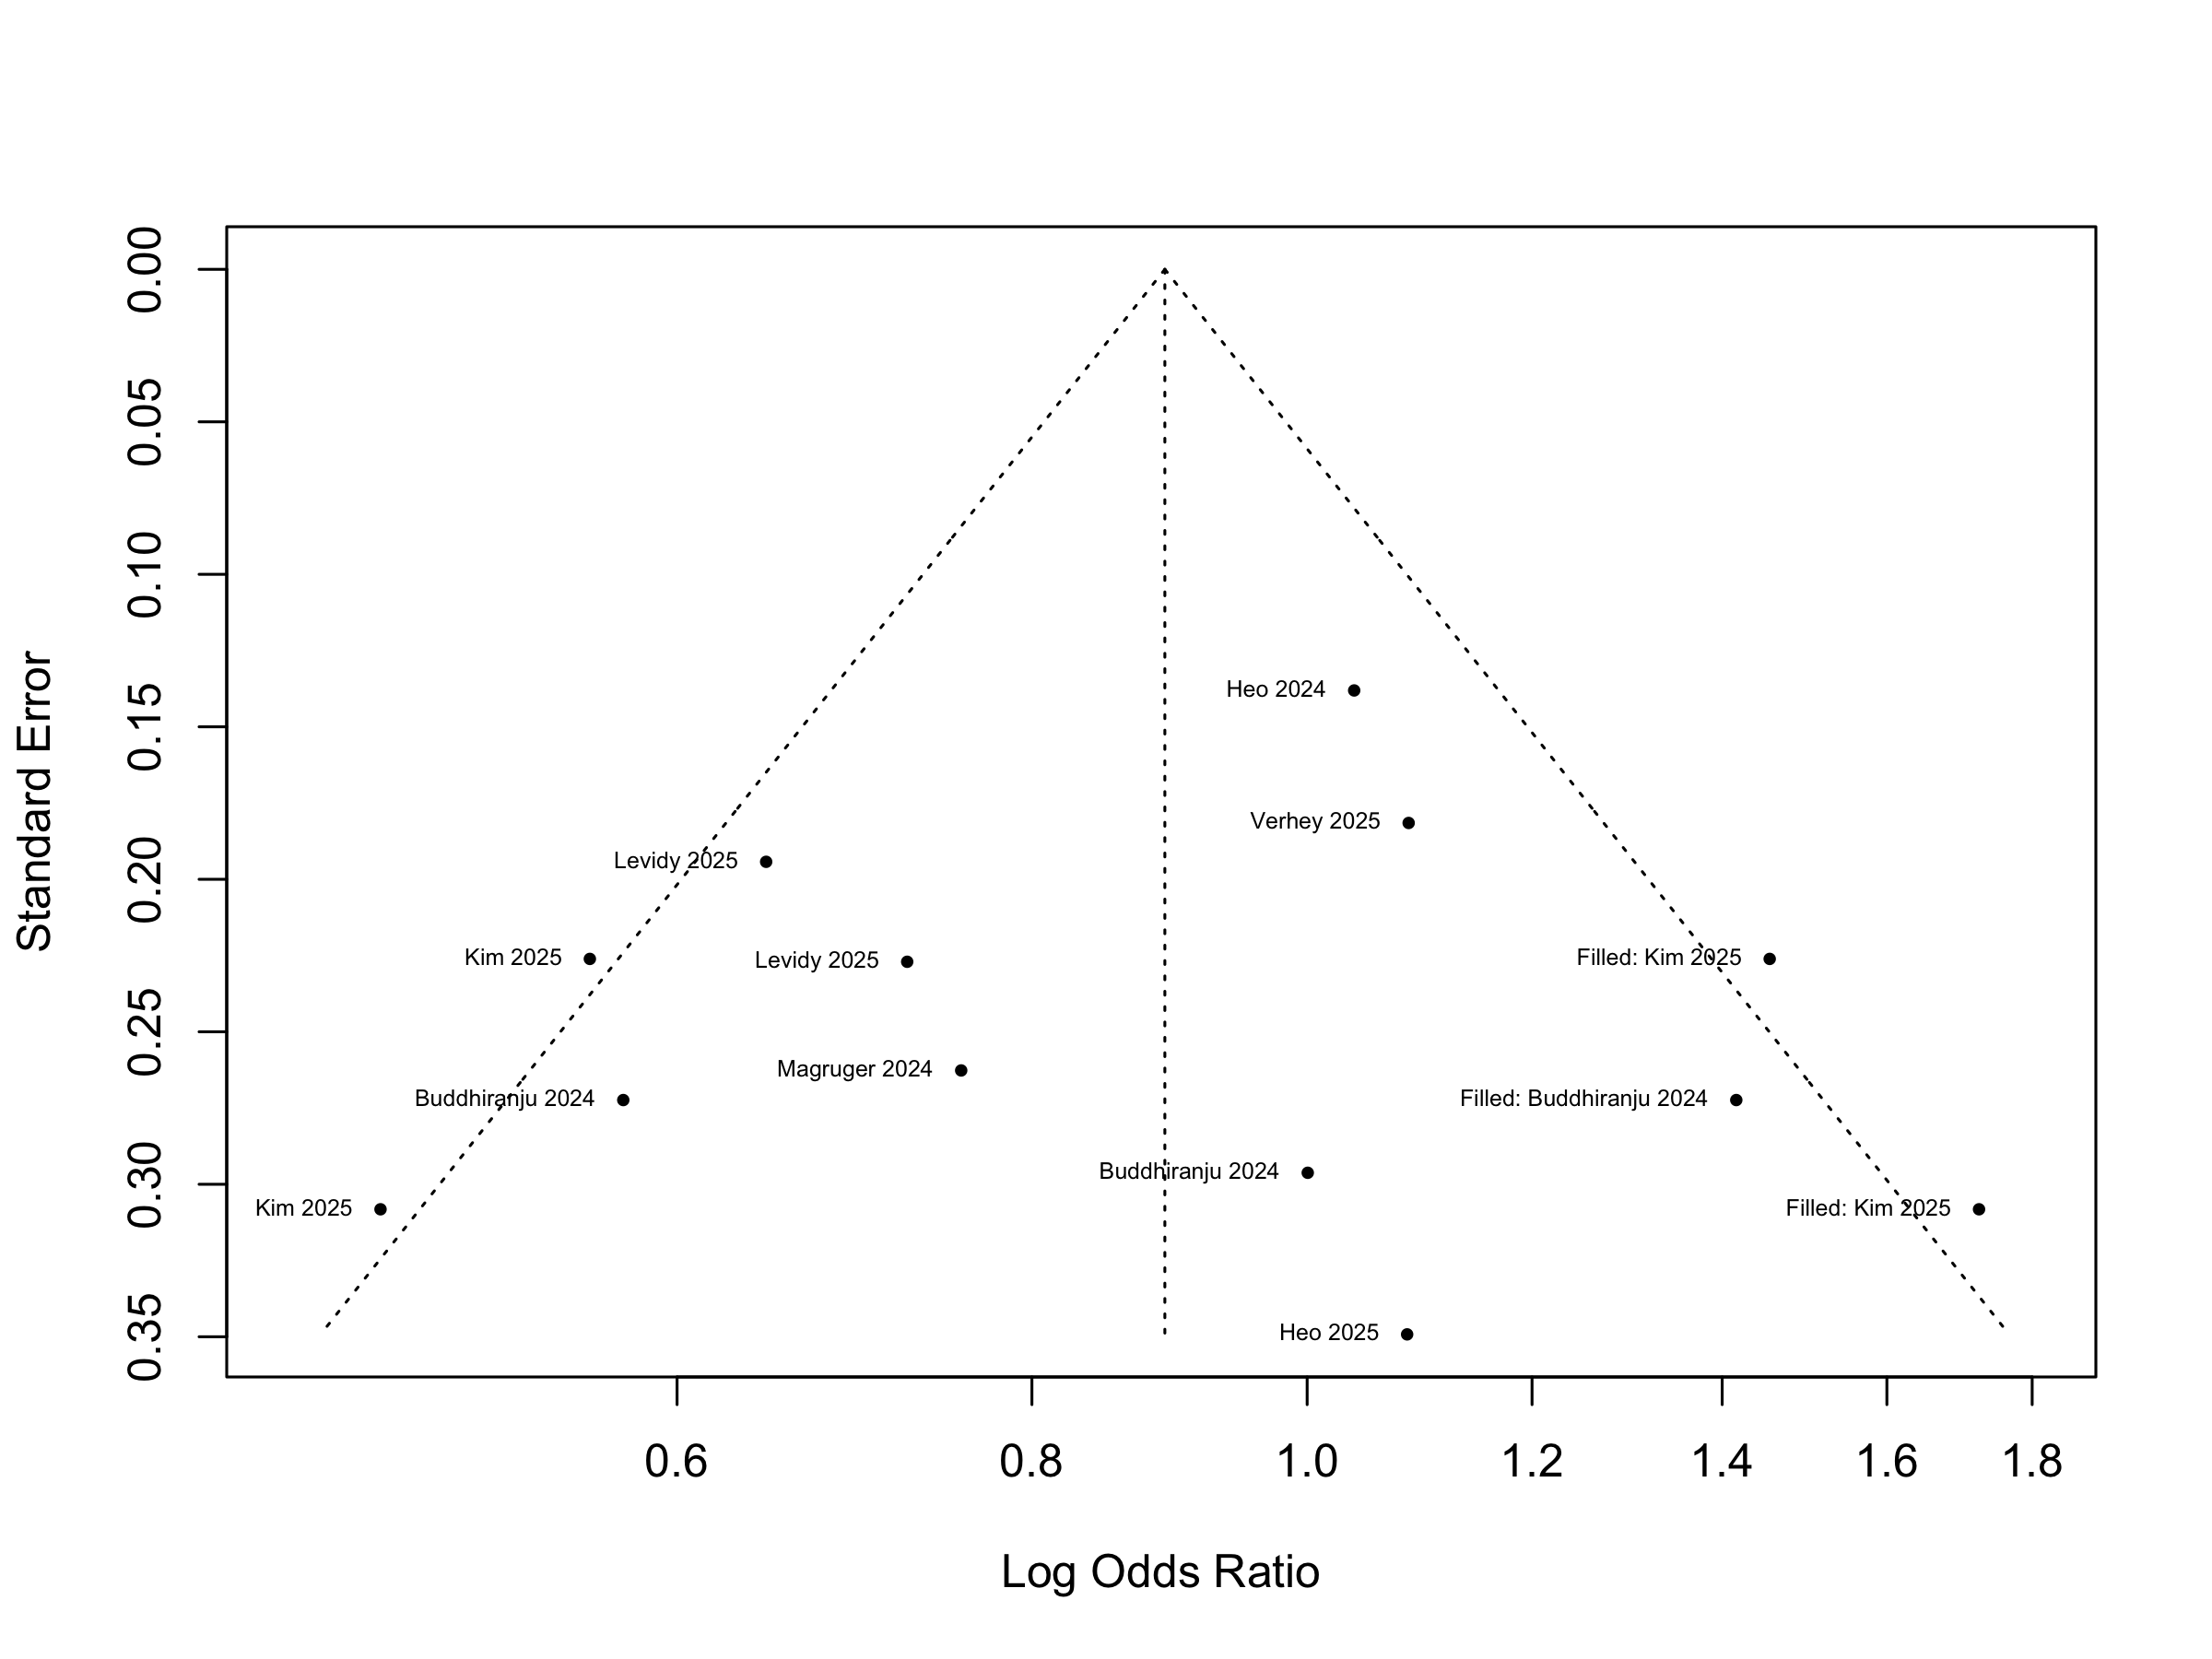 0.00
0.05
0.10
0.15
0.20
0.25
0.30
0.35
Standard Error
Heo 2024
Verhey 2025
Levidy 2025
Kim 2025
Levidy 2025
Filled: Kim 2025
Magruger 2024
Buddhiranju 2024
Filled: Buddhiranju 2024
Buddhiranju 2024
Kim 2025
Filled: Kim 2025
Heo 2025
0.6
0.8
1.0
1.2
1.4
1.6
1.8
Log Odds Ratio